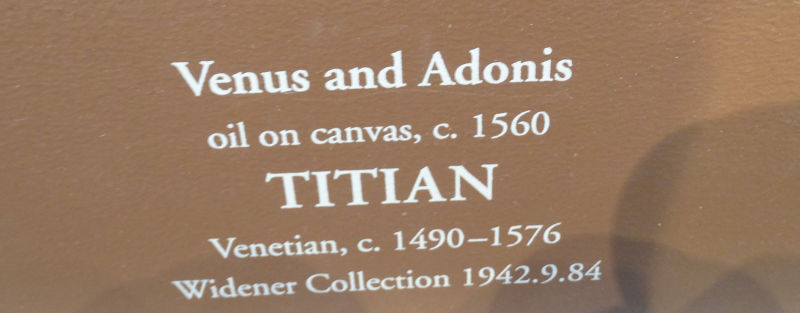 Venus and Adonis
oil on canvas, c. 1560
TITIAN
Venetian, c. 1490–1576
Widener Collection 1942.9.84